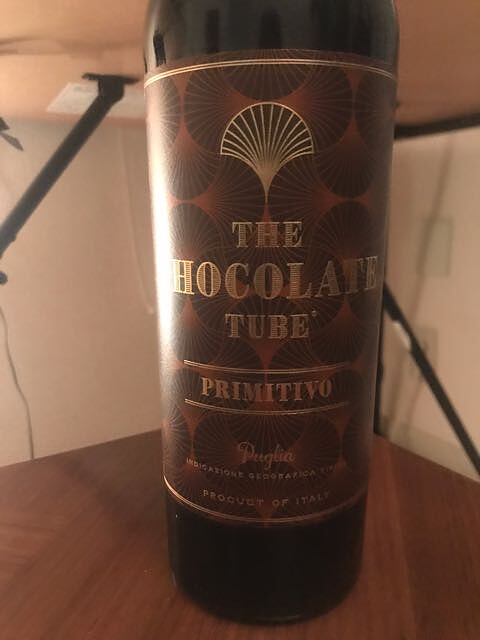 THE
HOCOLATE
TUBE
PRIMITIVO
Puglia
INDICAZIONE GEOGRAFICA
PRODUCT OF ITALY